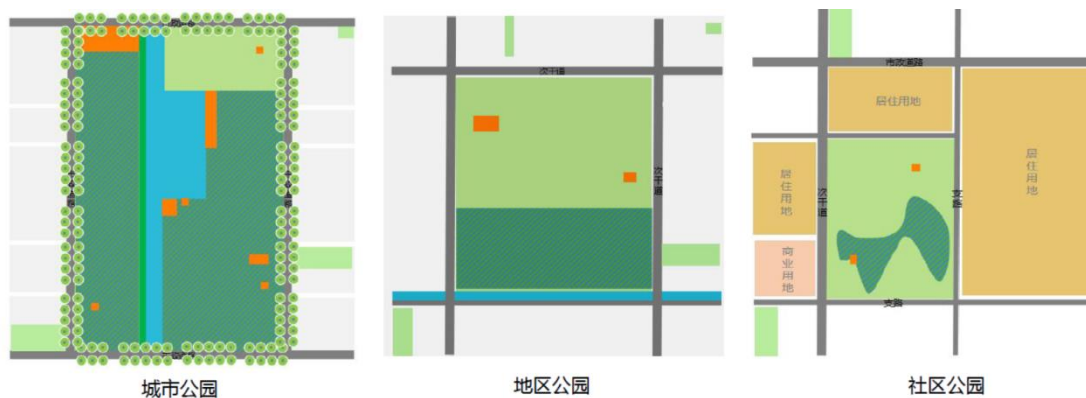 次干道
次干道
市政道路
居住用地
居住用地
居住用地
次干道
支路
商业用地
支路
城市公园
地区公园
社区公园